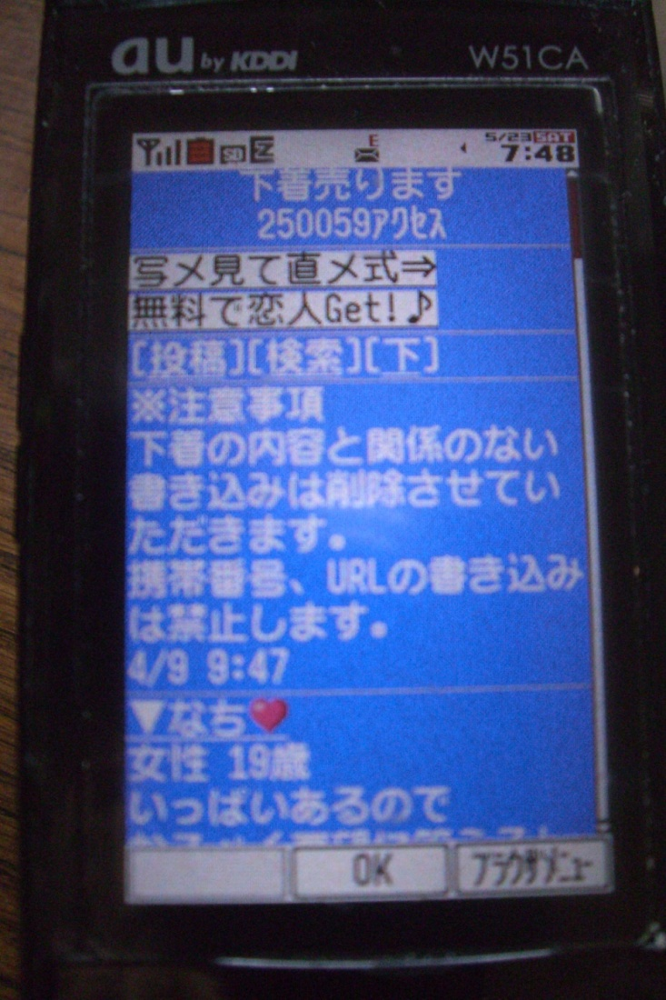 au by KDDI W51CA
SD E 5/23 SAT
7:48
下着売ります
250059アクセス
写メ見て直メ式⇒
無料で恋人Get!♪
[投稿][検索][下]
※注意事項
下着の内容と関係のない
書き込みは削除させてい
ただきます。
携帯番号、URLの書き込み
は禁止します。
4/9 9:47
▼なち❤
女性 19歳
いっぱいあるので
OK ブラウザメニュー